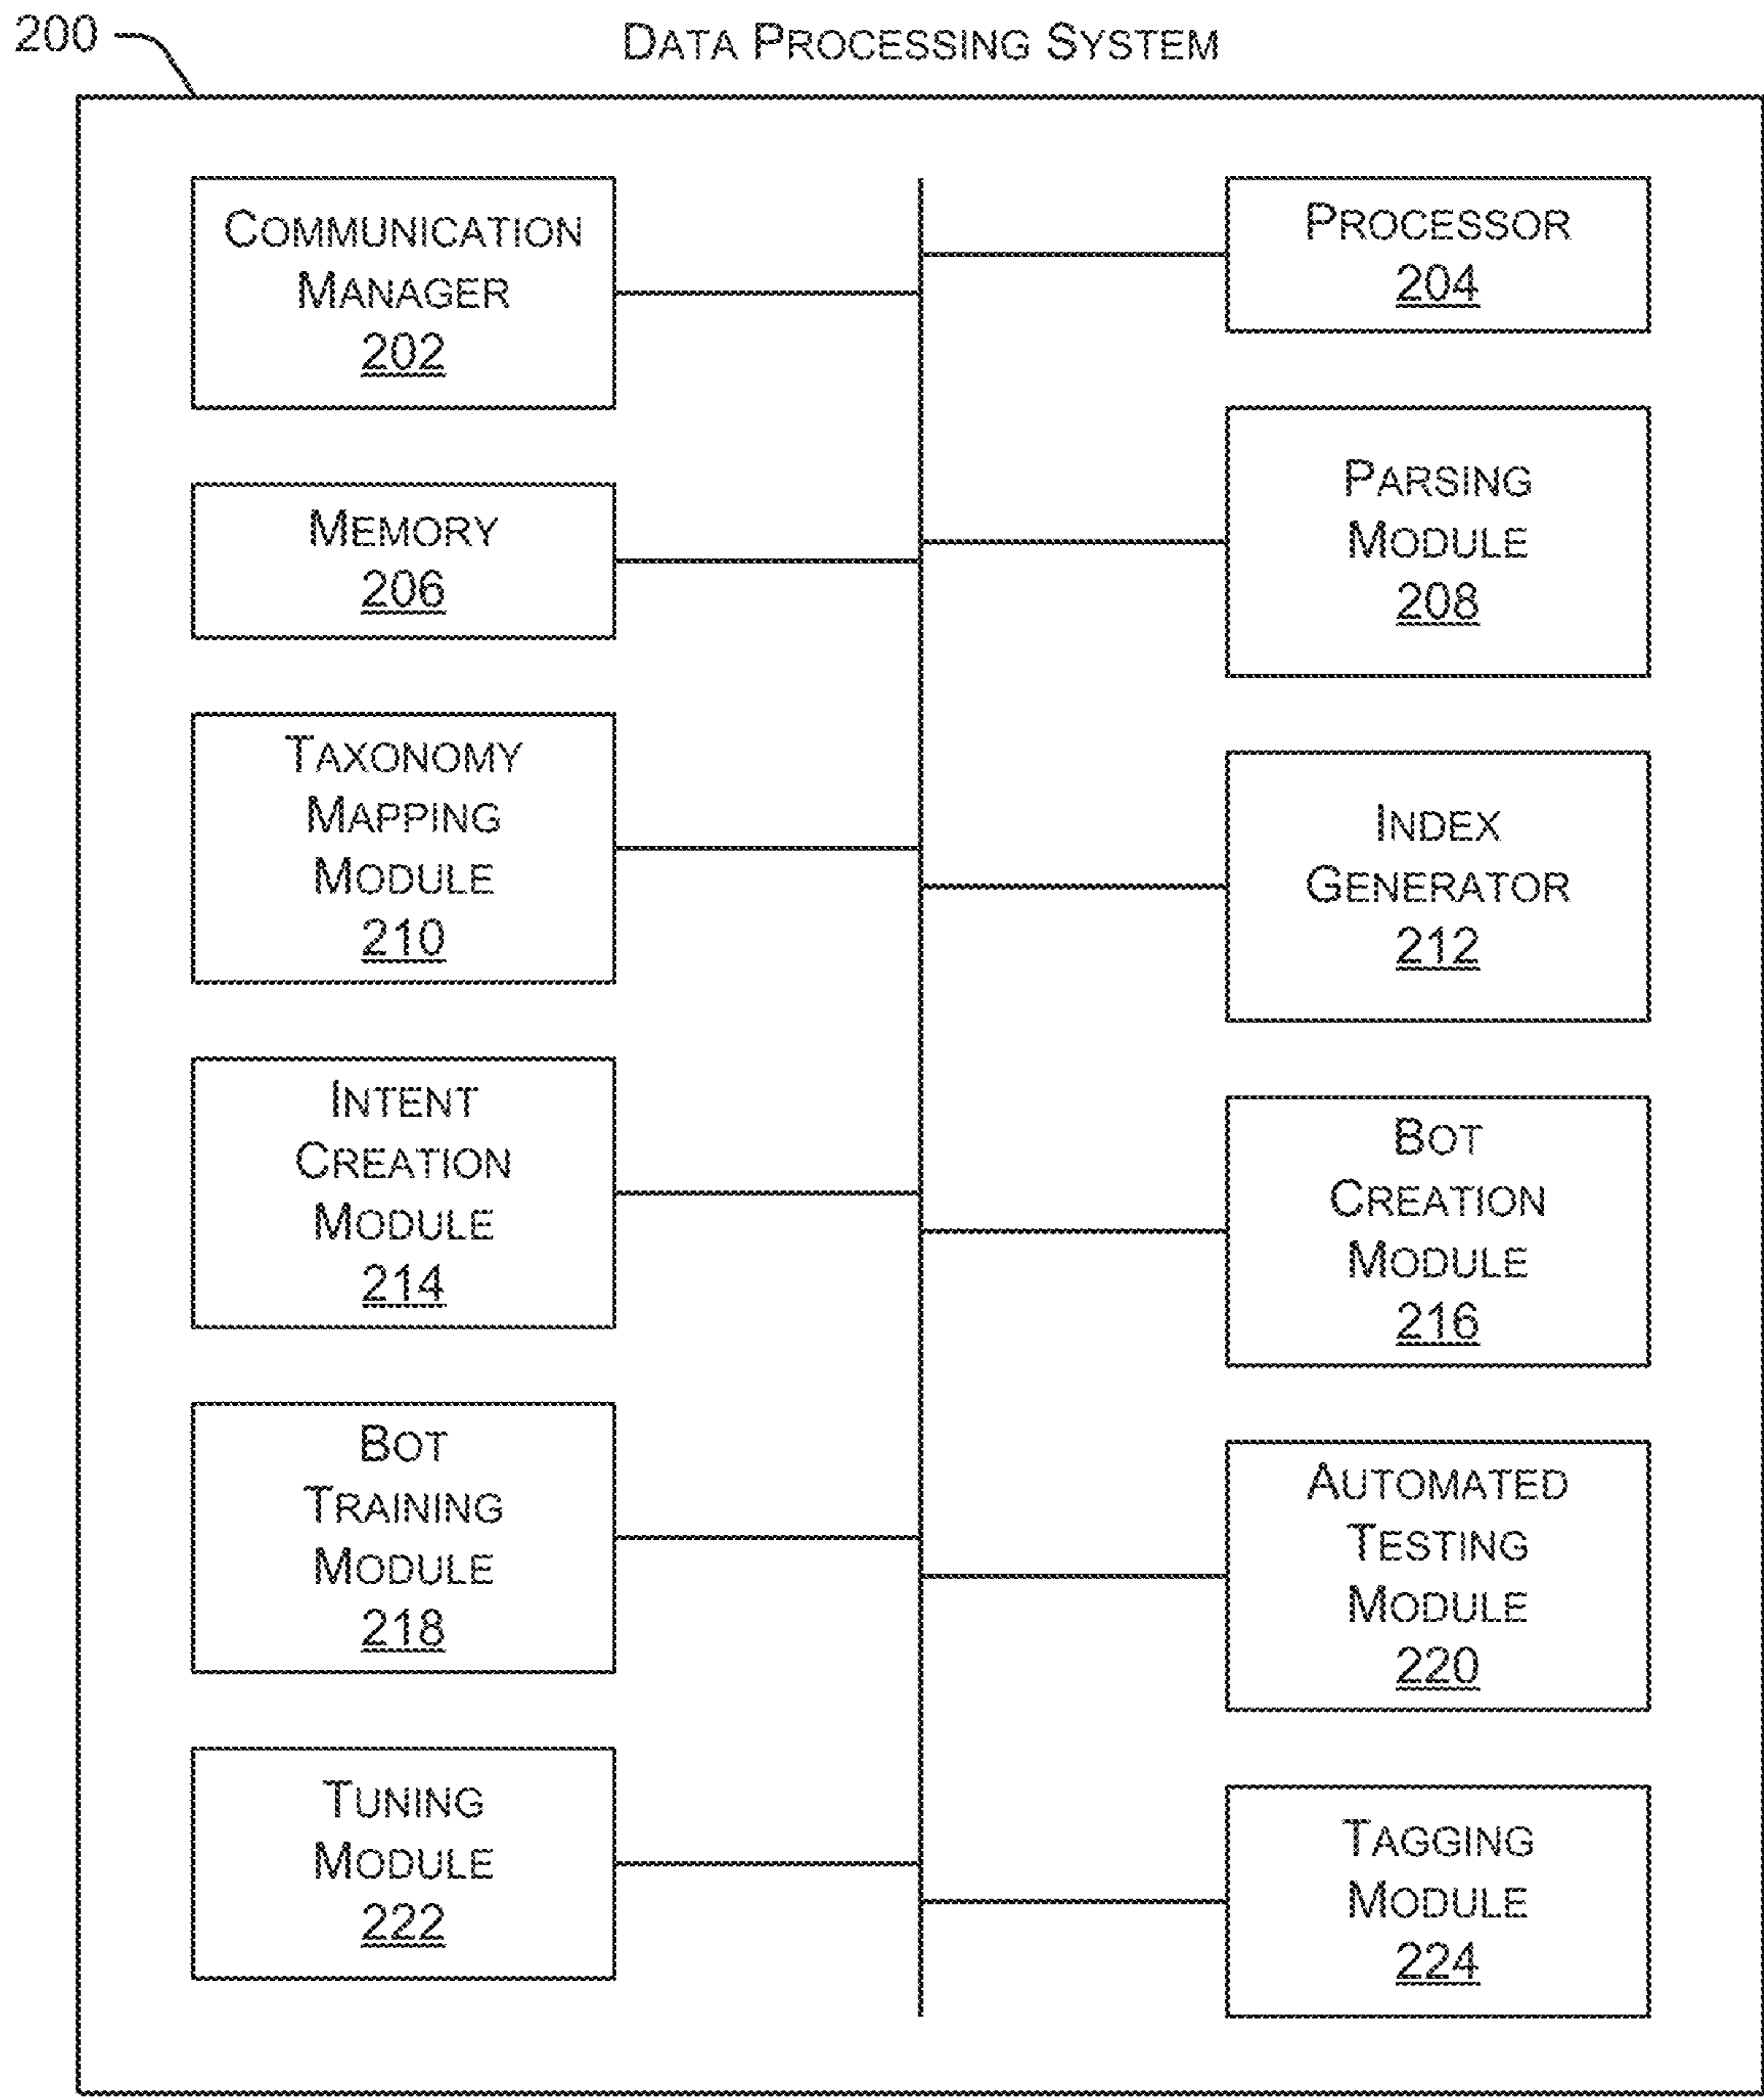 200
DATA PROCESSING SYSTEM
COMMUNICATION
MANAGER
202
PROCESSOR
204
MEMORY
206
PARSING
MODULE
208
TAXONOMY
MAPPING
MODULE
210
INDEX
GENERATOR
212
INTENT
CREATION
MODULE
214
BOT
CREATION
MODULE
216
BOT
TRAINING
MODULE
218
AUTOMATED
TESTING
MODULE
220
TUNING
MODULE
222
TAGGING
MODULE
224